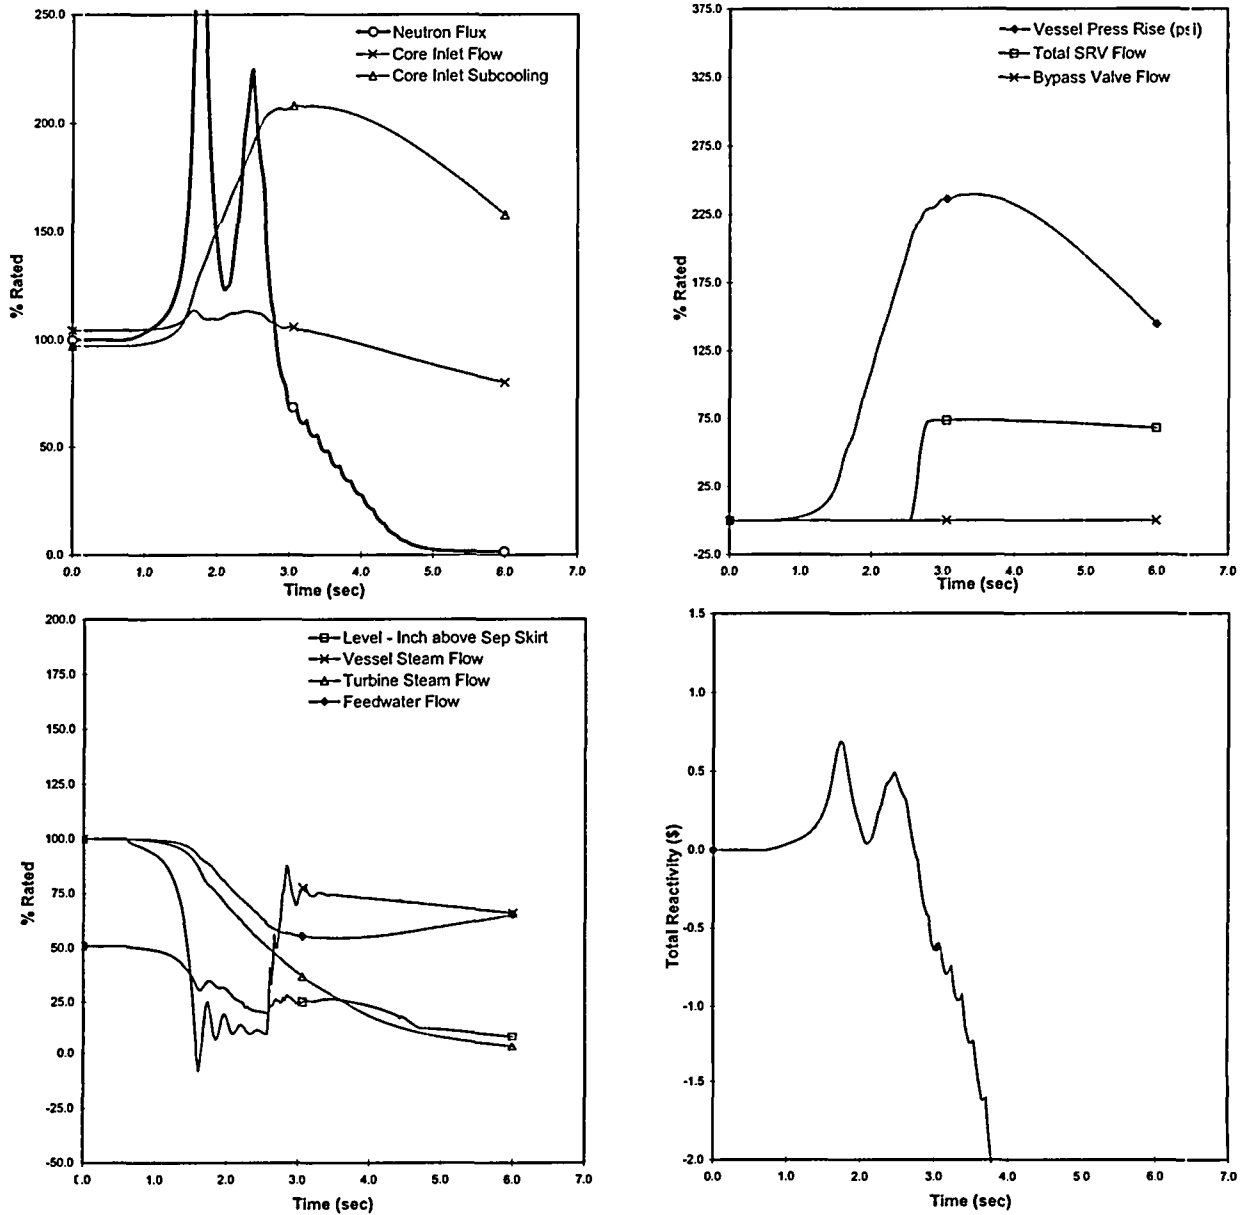 250.0
200.0
150.0
100.0
50.0
0.0
% Rated
0.0 1.0 2.0 3.0 4.0 5.0 6.0 7.0
Time (sec)
Neutron Flux
Core Inlet Flow
Core Inlet Subcooling
375.0
325.0
275.0
225.0
175.0
125.0
75.0
25.0
-25.0
% Rated
0.0 1.0 2.0 3.0 4.0 5.0 6.0 7.0
Time (sec)
Vessel Press Rise (psi)
Total SRV Flow
Bypass Valve Flow
200.0
175.0
150.0
125.0
100.0
75.0
50.0
25.0
0.0
-25.0
-50.0
% Rated
0.0 1.0 2.0 3.0 4.0 5.0 6.0 7.0
Time (sec)
Level - Inch above Sep Skirt
Vessel Steam Flow
Turbine Steam Flow
Feedwater Flow
1.5
1.0
0.5
0.0
-0.5
-1.0
-1.5
-2.0
Total Reactivity ($)
0.0 1.0 2.0 3.0 4.0 5.0 6.0 7.0
Time (sec)